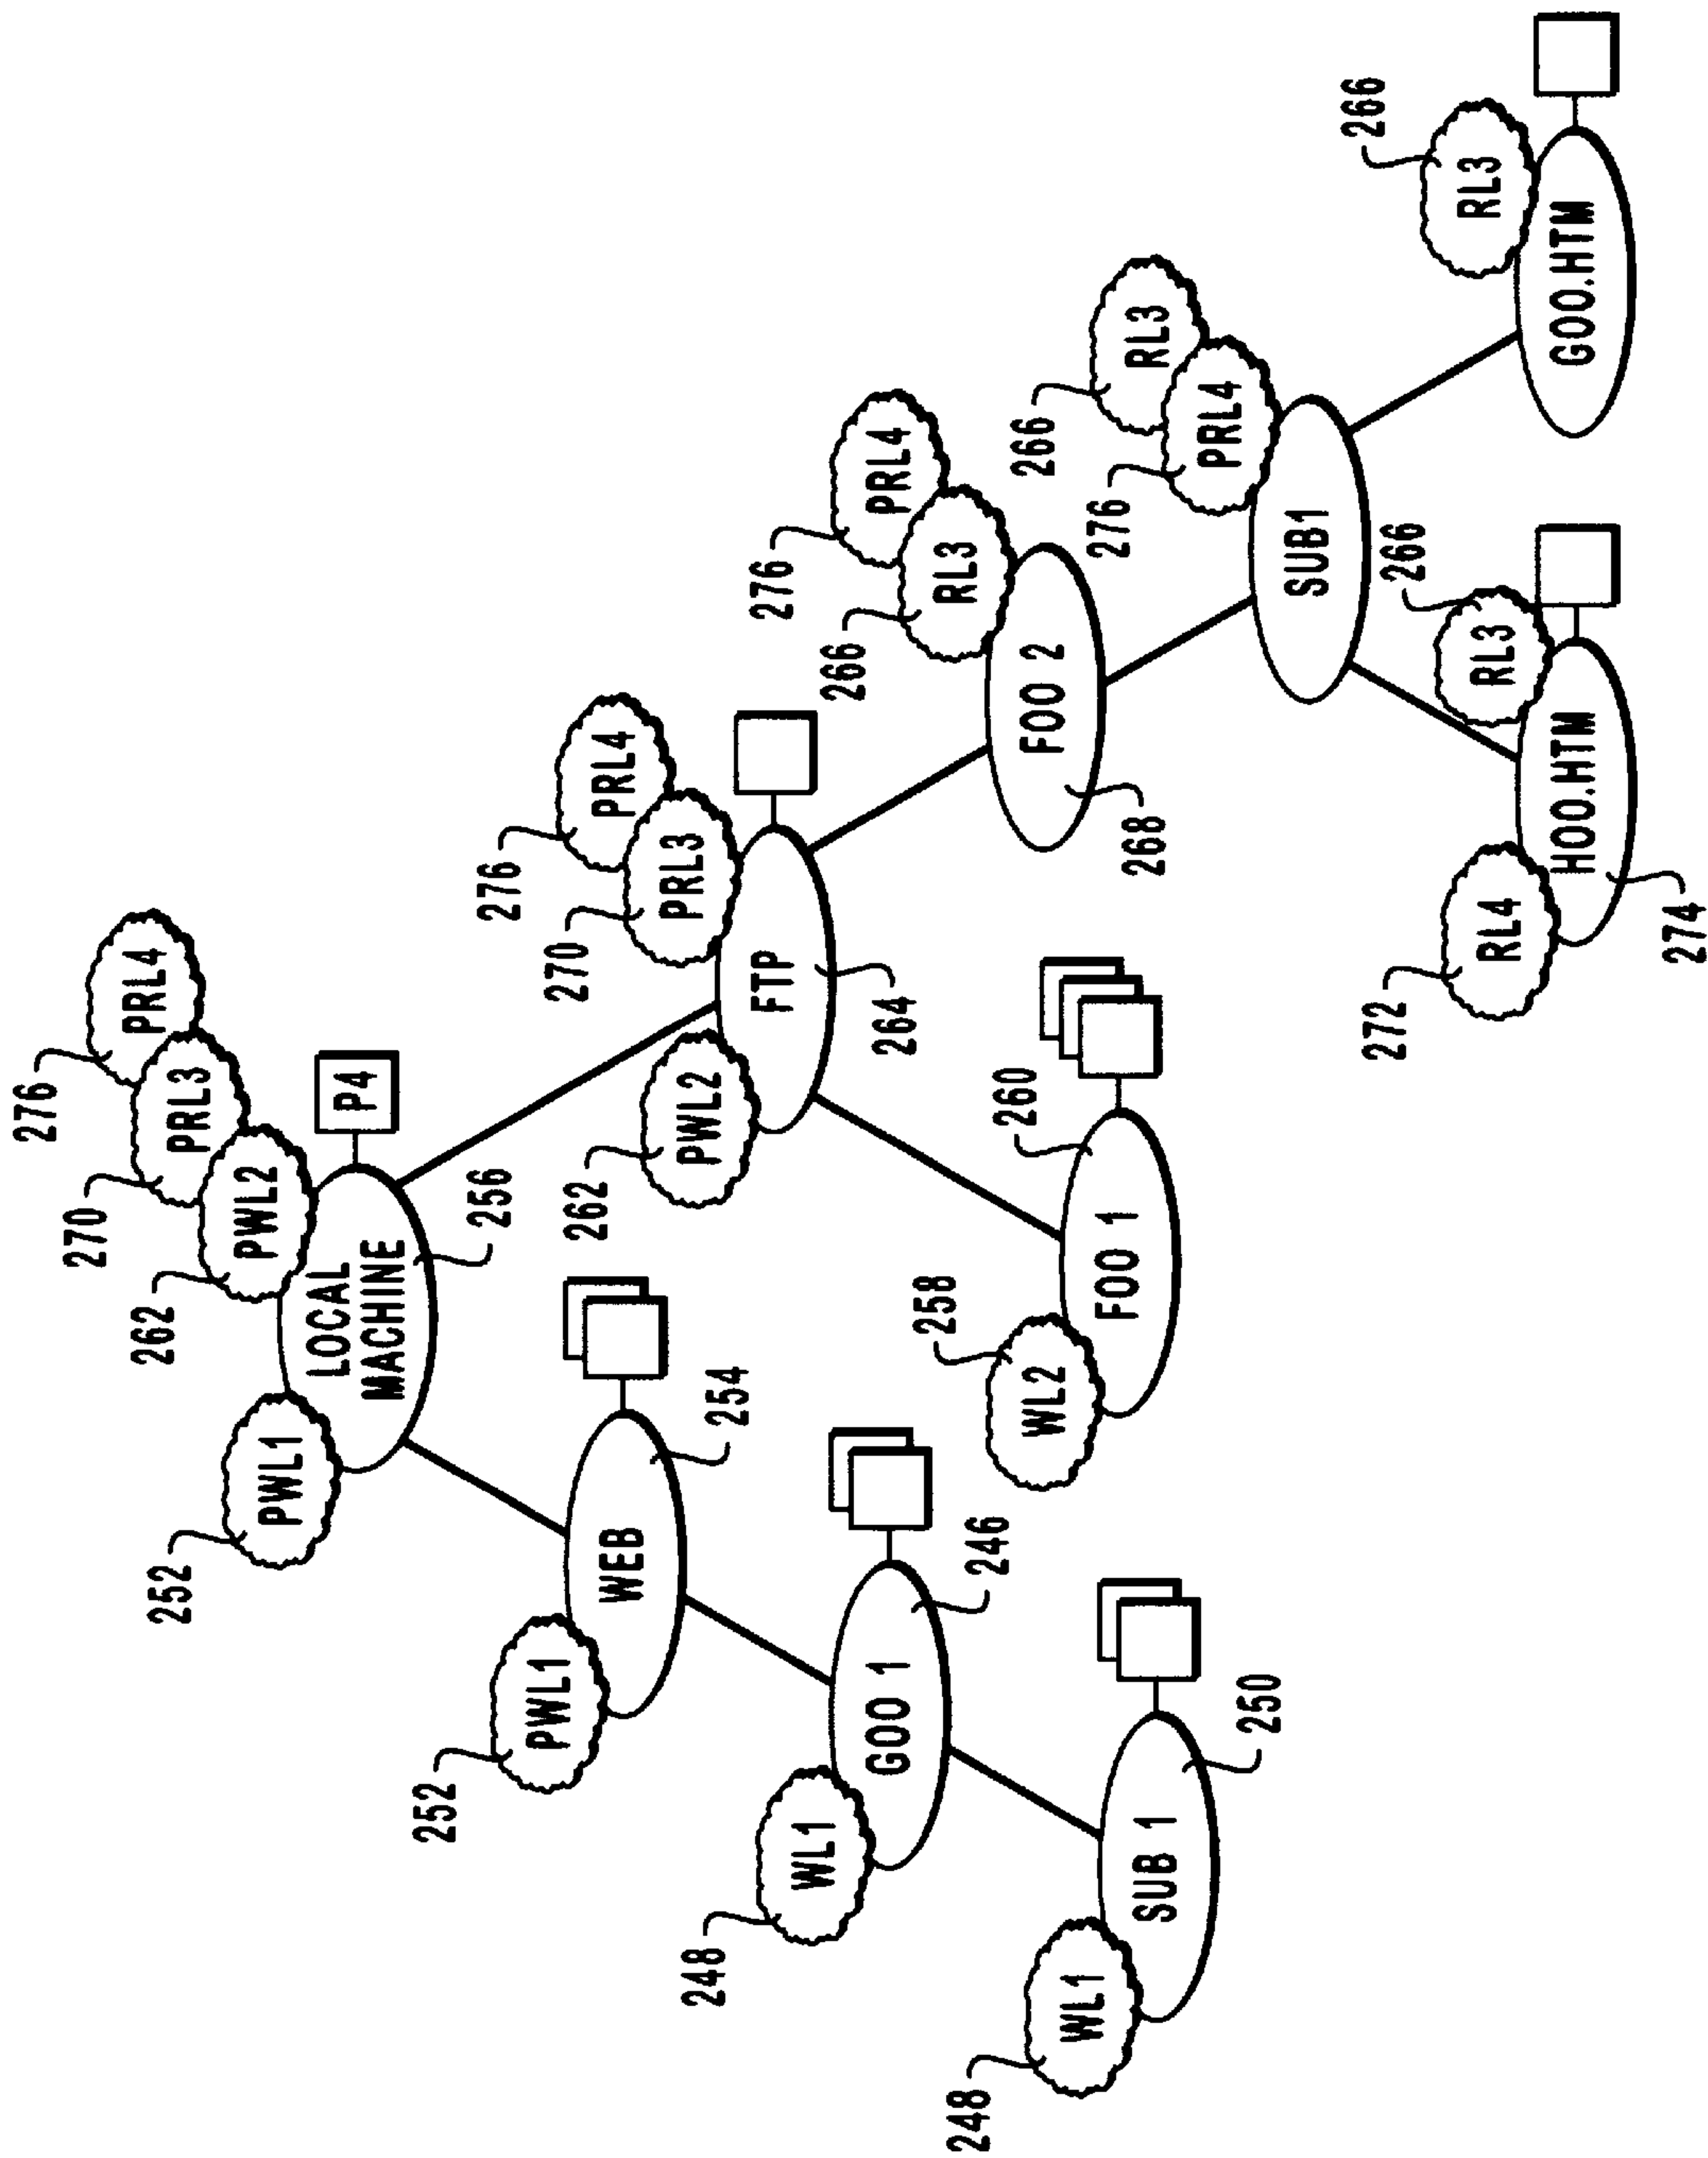 276
270
PRL4
262
PRL3
252
PWL2
P4
PWL1
LOCAL
MACHINE
256
276
270
PRL4
262
PRL3
252
PWL2
PWL1
WEB
254
FTP
264
276
PRL4
266
RL3
248
WL1
GOO 1
246
258
WL2
260
FOO 1
FOO 2
268
266
RL3
276
PRL4
248
WL1
SUB 1
250
SUB1
266
RL3
266
RL3
272
RL4
HOO.HTM
274
GOO.HTM